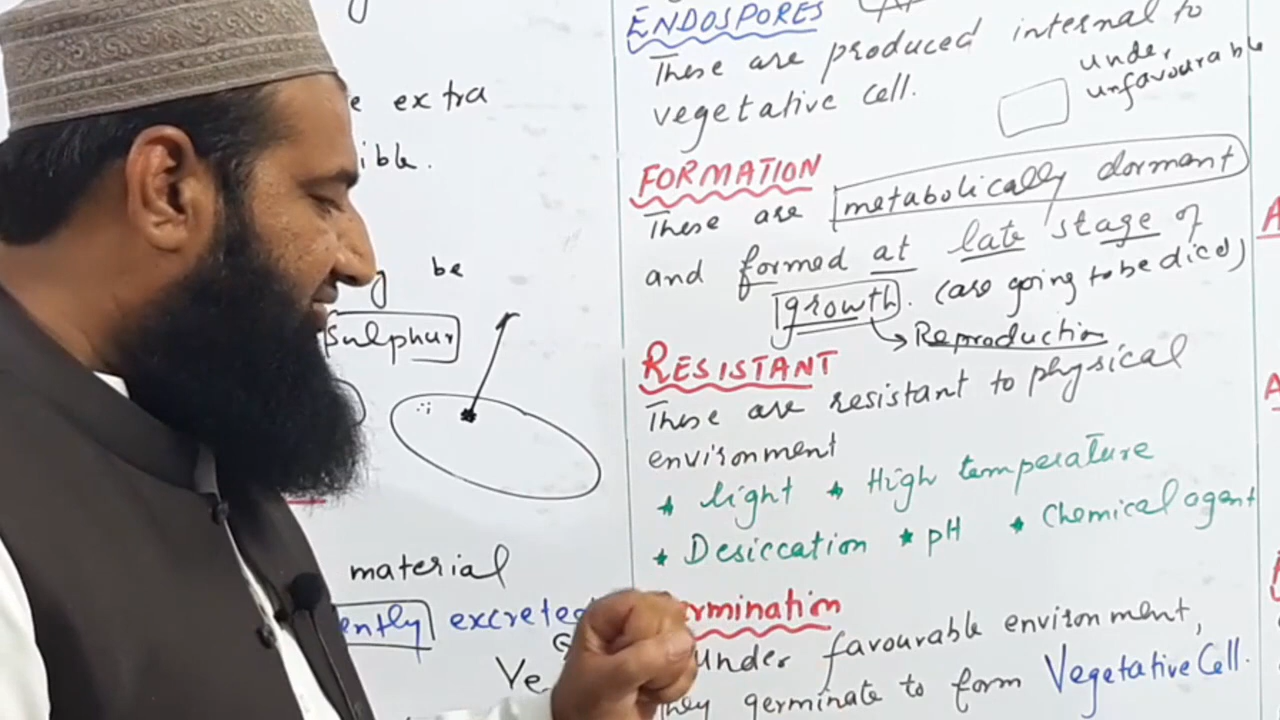 extra
ible.
be
Sulphur
material
ently excreted
Ve
ENDOSPORES
These are produced internal to
vegetative cell.
under
unfavourable
FORMATION
These are metabolically dormant
and formed at late stage of
growth. (are going to be died)
Reproduction
RESISTANT
These are resistant to physical
environment
★ light ★ High temperature
★ Desiccation ★ pH ★ Chemical agent
rmination
under favourable environment,
They germinate to form Vegetative Cell.